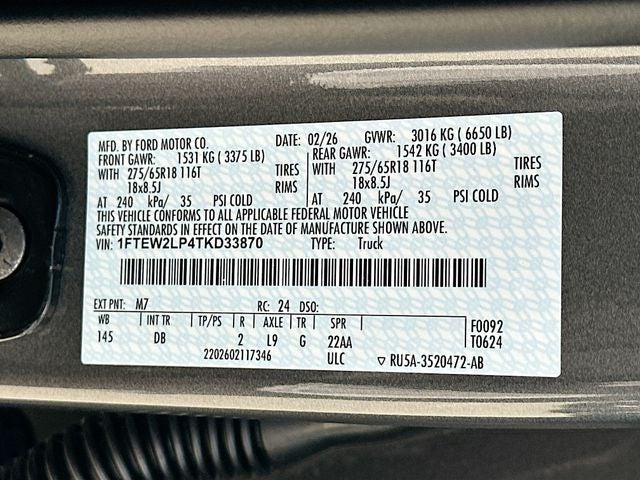 MFD. BY FORD MOTOR CO. DATE: 02/26 GVWR: 3016 KG ( 6650 LB)
FRONT GAWR: 1531 KG ( 3375 LB) REAR GAWR: 1542 KG ( 3400 LB)
WITH 275/65R18 116T TIRES WITH 275/65R18 116T TIRES
18x8.5J RIMS 18x8.5J RIMS
AT 240 kPa/ 35 PSI COLD AT 240 kPa/ 35 PSI COLD
THIS VEHICLE CONFORMS TO ALL APPLICABLE FEDERAL MOTOR VEHICLE
SAFETY STANDARDS IN EFFECT ON THE DATE OF MANUFACTURE SHOWN ABOVE.
VIN: 1FTEW2LP4TKD33870 TYPE: Truck
EXT PNT: M7 RC: 24 DSO:
WB INT TR TP/PS R AXLE TR SPR F0092
145 DB 2 L9 G 22AA T0624
2202602117346 ULC ▽ RU5A-3520472-AB